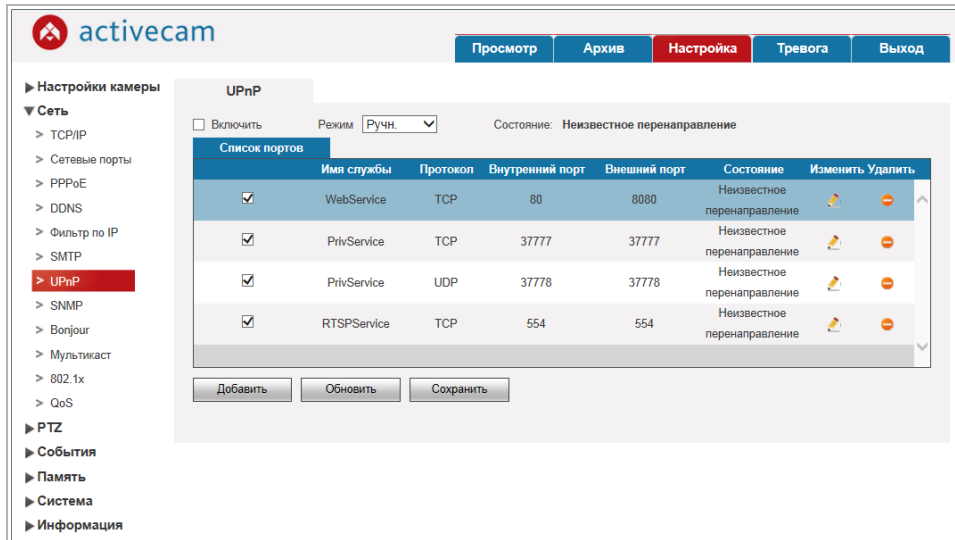 activecam
Просмотр Архив Настройка Тревога Выход
Настройки камеры
Сеть
> TCP/IP
> Сетевые порты
> PPPoE
> DDNS
> Фильтр по IP
> SMTP
> UPnP
> SNMP
> Bonjour
> Мультикаст
> 802.1x
> QoS
PTZ
События
Память
Система
Информация
UPnP
Включить Режим Ручн. Состояние: Неизвестное перенаправление
Список портов
Имя службы Протокол Внутренний порт Внешний порт Состояние Изменить Удалить
WebService TCP 80 8080 Неизвестное
перенаправление
PrivService TCP 37777 37777 Неизвестное
перенаправление
PrivService UDP 37778 37778 Неизвестное
перенаправление
RTSPService TCP 554 554 Неизвестное
перенаправление
Добавить Обновить Сохранить